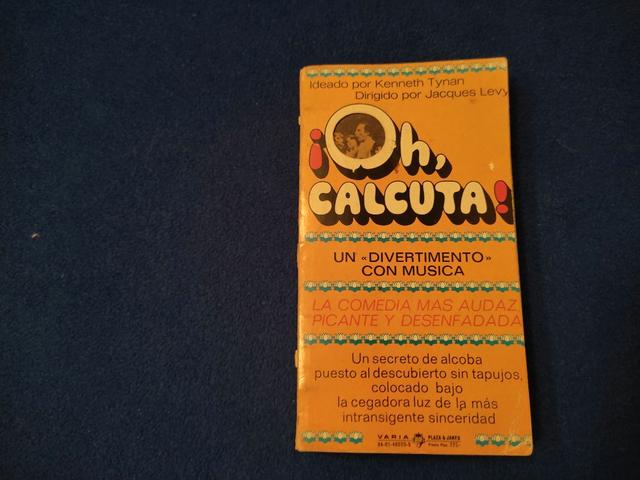 Ideado por Kenneth Tynan
Dirigido por Jacques Levy
¡Oh,
CALCUTA!
UN «DIVERTIMENTO»
CON MUSICA
LA COMEDIA MAS AUDAZ,
PICANTE Y DESENFADADA
Un secreto de alcoba
puesto al descubierto sin tapujos,
colocado bajo
la cegadora luz de la más
intransigente sinceridad
VARIA
PLAZA & JANES